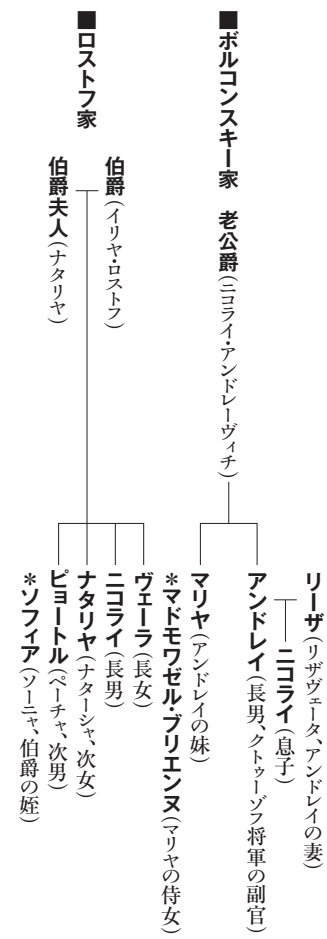 ■ボルコンスキー家　老公爵(ニコライ・アンドレーヴィチ)
リーザ(リザヴェータ、アンドレイの妻)
ニコライ(息子)
アンドレイ(長男、クトゥーゾフ将軍の副官)
マリヤ(アンドレイの妹)
＊マドモワゼル・ブリエンヌ(マリヤの侍女)
■ロストフ家
伯爵(イリヤ・ロストフ)
伯爵夫人(ナタリヤ)
ヴェーラ(長女)
ニコライ(長男)
ナタリヤ(ナターシャ、次女)
ピョートル(ペーチャ、次男)
＊ソフィア(ソーニャ、伯爵の姪)